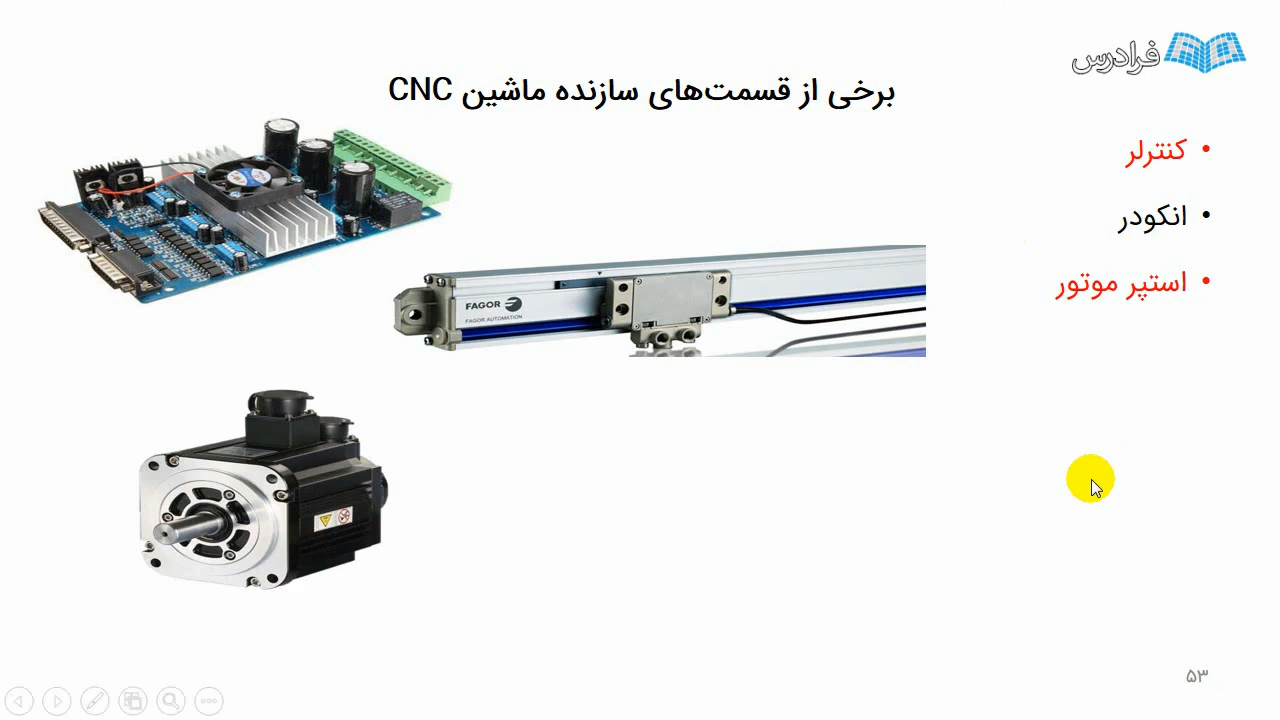 فرادرس
برخی از قسمت‌های سازنده ماشین CNC
• کنترلر
• انکودر
• استپر موتور
FAGOR
FAGOR AUTOMATION
۵۳